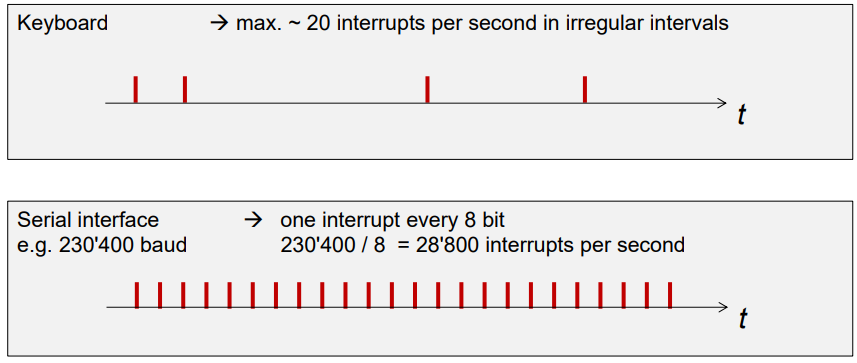 Keyboard → max. ~ 20 interrupts per second in irregular intervals
t
Serial interface → one interrupt every 8 bit
e.g. 230'400 baud 230'400 / 8 = 28'800 interrupts per second
t